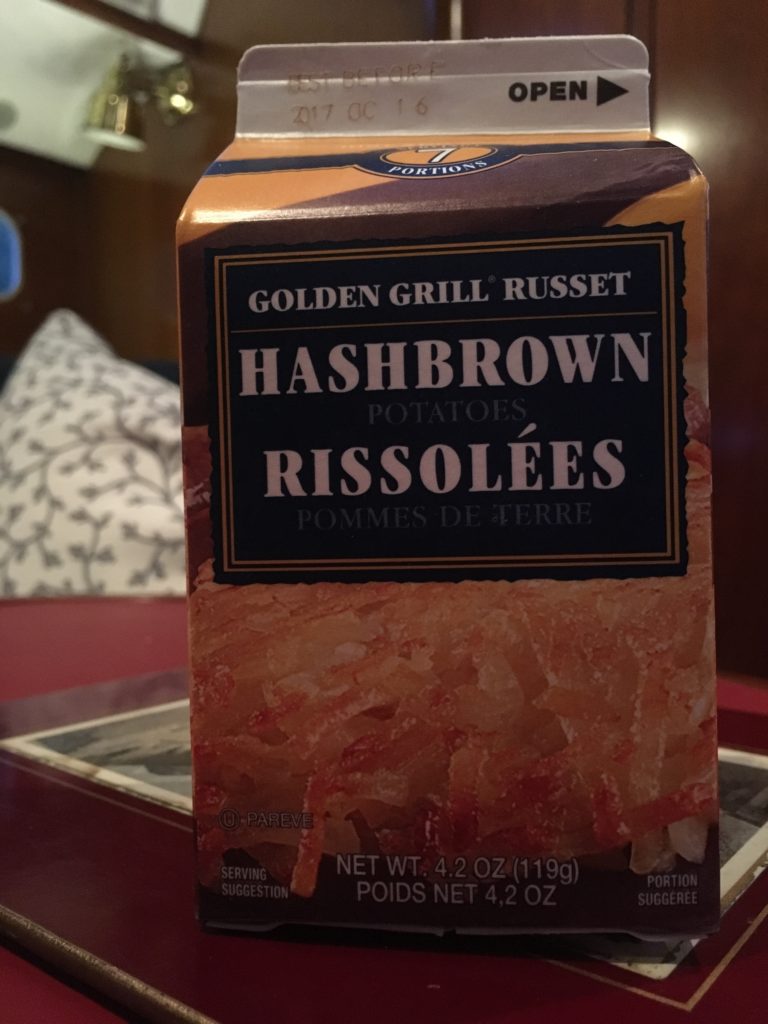 BEST BEFORE
2017 OC 16
OPEN
7
PORTIONS
GOLDEN GRILL® RUSSET
HASHBROWN
POTATOES
RISSOLÉES
POMMES DE TERRE
U PAREVE
SERVING
SUGGESTION
NET WT. 4.2 OZ (119g)
POIDS NET 4,2 OZ
PORTION
SUGGÉRÉE